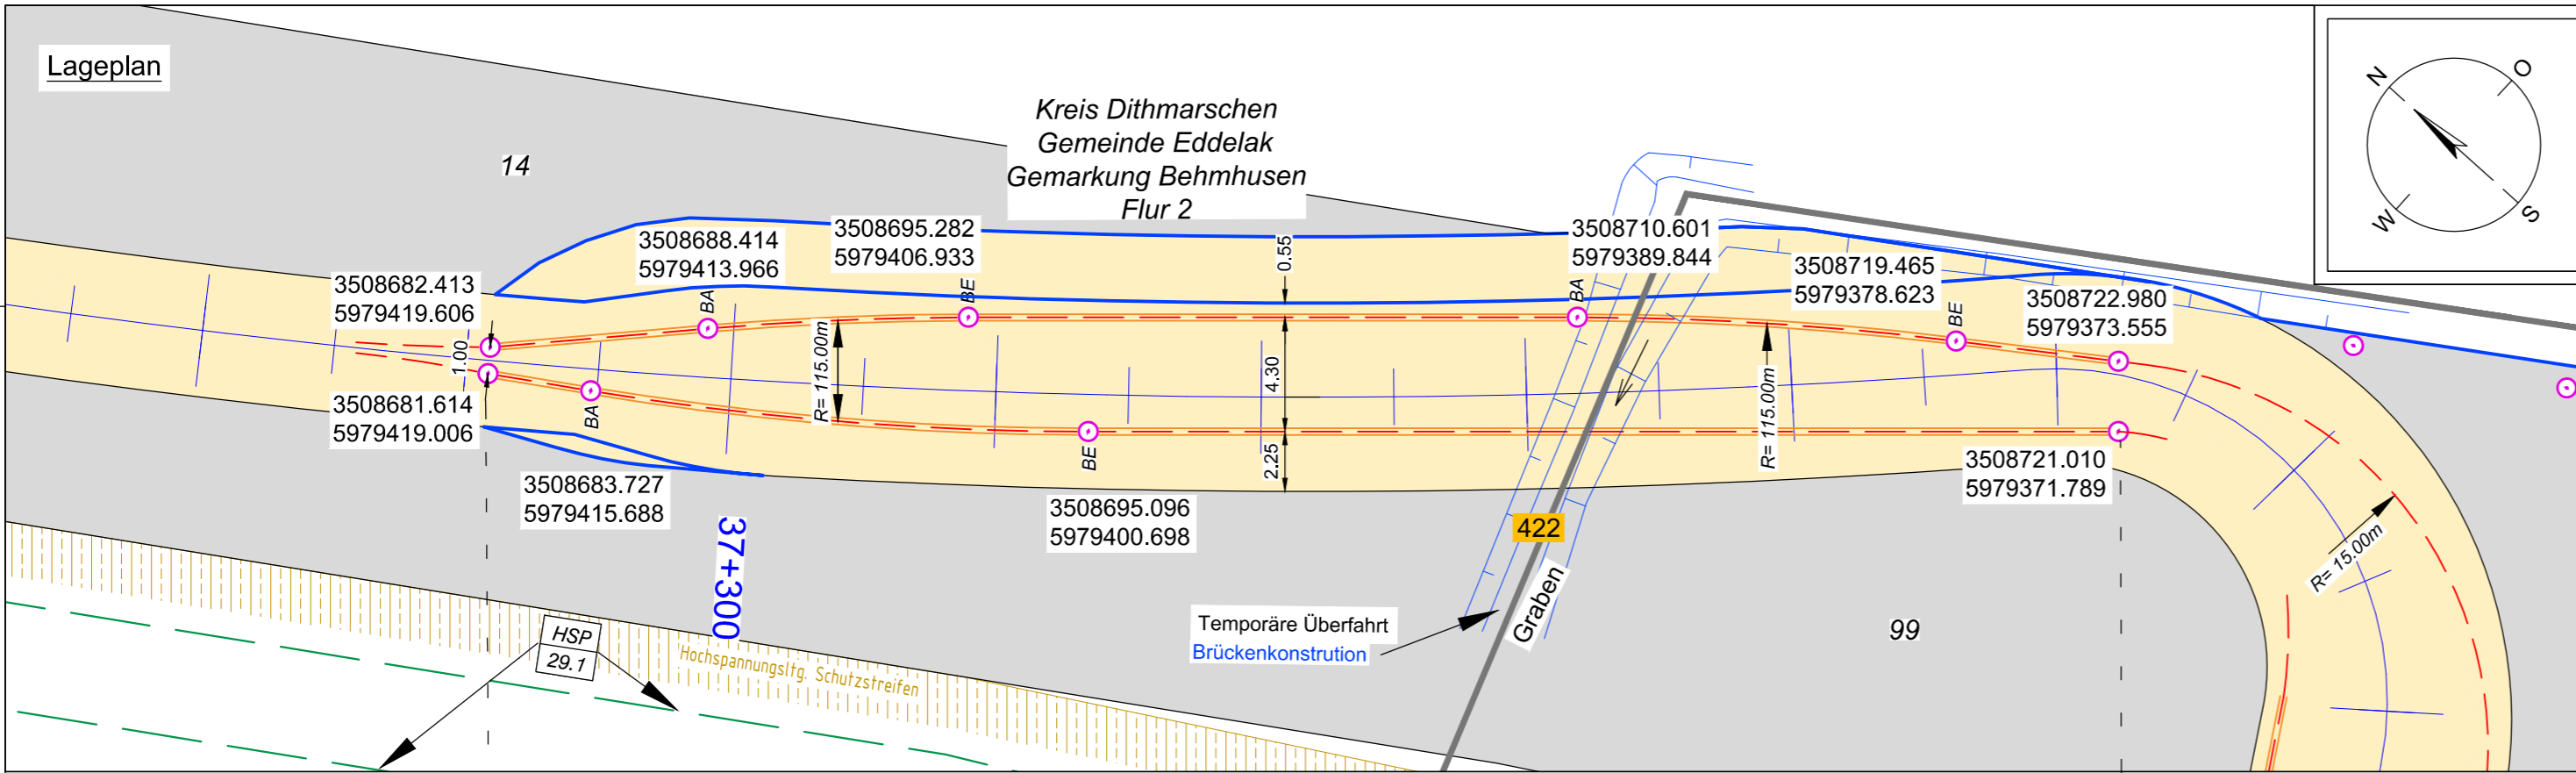 Lageplan
Kreis Dithmarschen
Gemeinde Eddelak
Gemarkung Behmhusen
Flur 2
N
O
W
S
14
3508682.413
5979419.606
3508688.414
5979413.966
3508695.282
5979406.933
3508710.601
5979389.844
3508719.465
5979378.623
3508722.980
5979373.555
BA
BE
0.55
BA
BE
1.00
R= 115.00m
4.30
R= 115.00m
3508681.614
5979419.006
BA
BE
2.25
3508683.727
5979415.688
3508695.096
5979400.698
3508721.010
5979371.789
37+300
422
Graben
R= 15.00m
Temporäre Überfahrt
Brückenkonstrution
99
HSP
29.1
Hochspannungsltg. Schutzstreifen